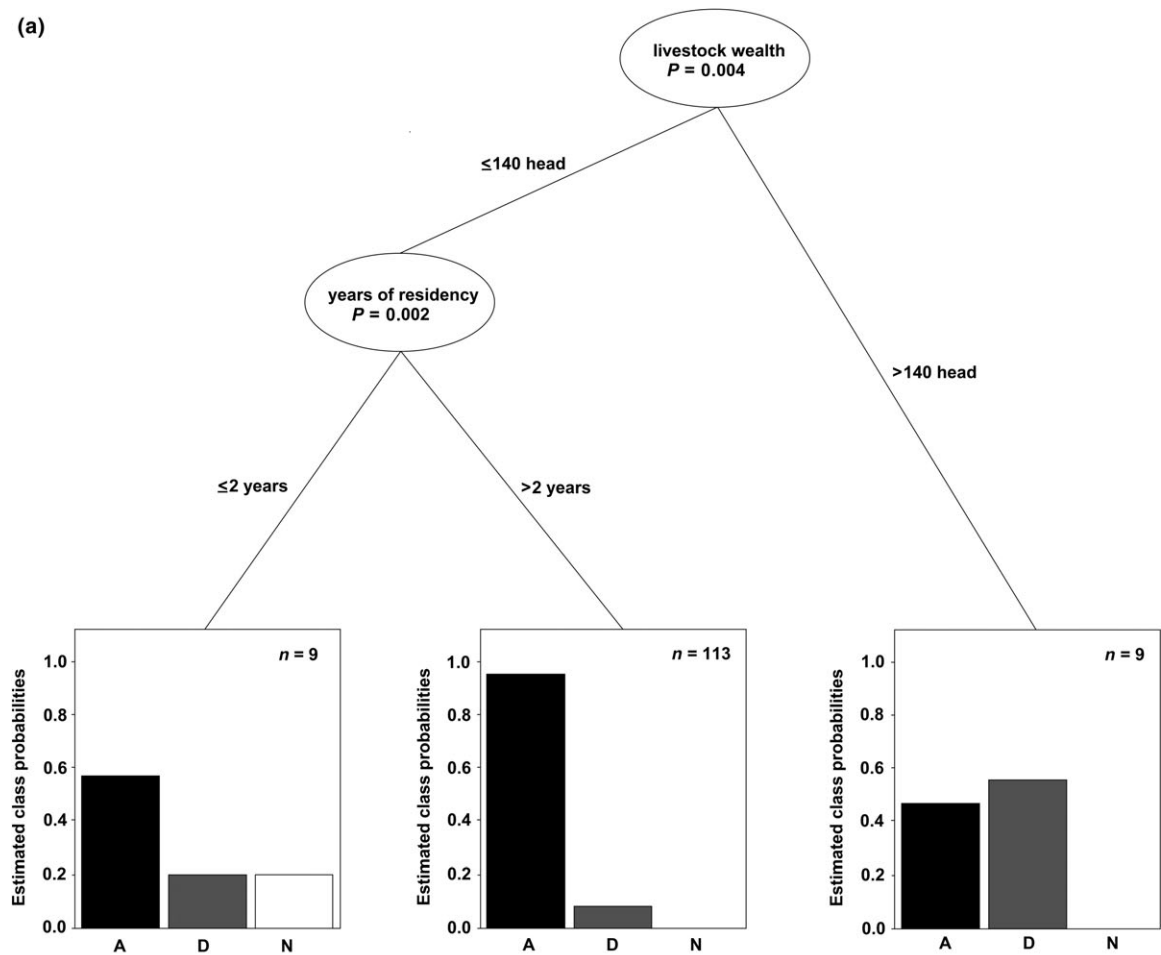 (a)
livestock wealth
P = 0.004
≤140 head
years of residency
P = 0.002
>140 head
≤2 years
>2 years
n = 9
1.0
0.8
0.6
0.4
0.2
0.0
Estimated class probabilities
A D N
n = 113
1.0
0.8
0.6
0.4
0.2
0.0
Estimated class probabilities
A D N
n = 9
1.0
0.8
0.6
0.4
0.2
0.0
Estimated class probabilities
A D N